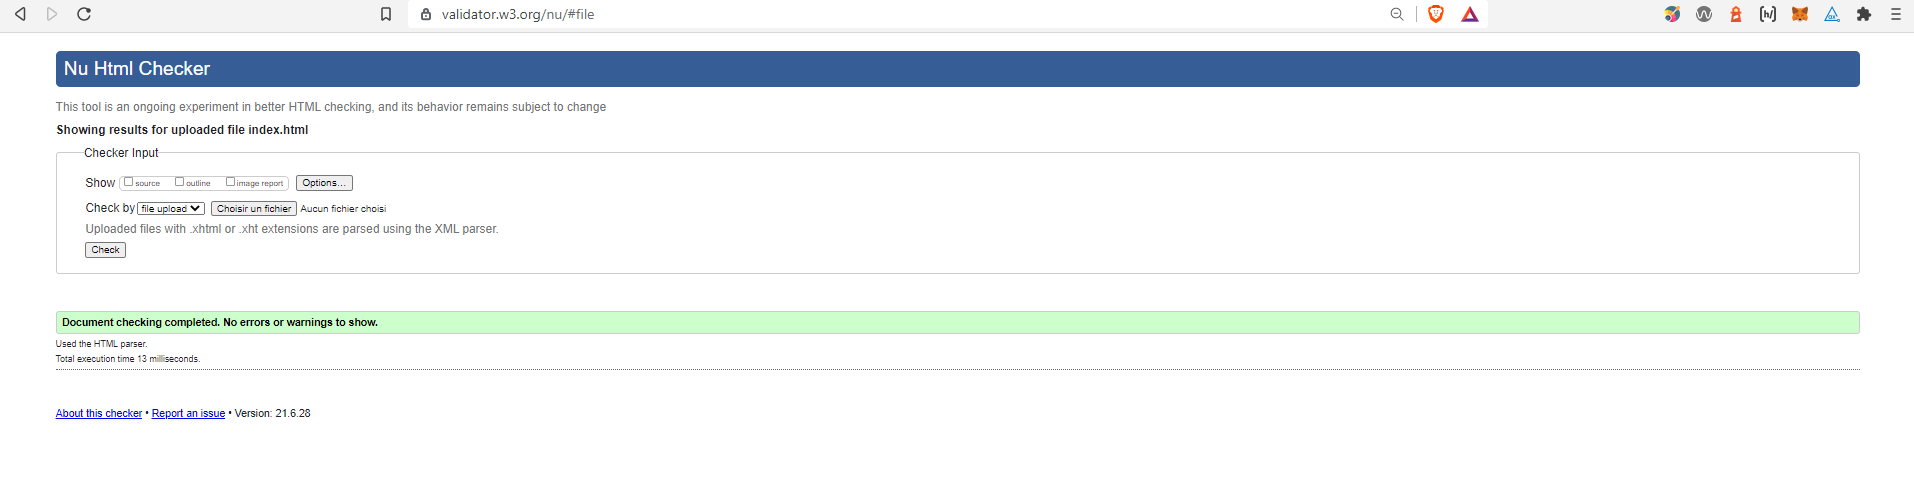 validator.w3.org/nu/#file
Nu Html Checker
This tool is an ongoing experiment in better HTML checking, and its behavior remains subject to change
Showing results for uploaded file index.html
Checker Input
Show source outline image report Options...
Check by file upload Choisir un fichier Aucun fichier choisi
Uploaded files with .xhtml or .xht extensions are parsed using the XML parser.
Check
Document checking completed. No errors or warnings to show.
Used the HTML parser.
Total execution time 13 milliseconds.
About this checker • Report an issue • Version: 21.6.28